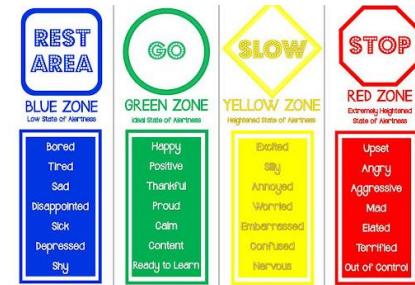 REST
AREA
BLUE ZONE
Low State of Alertness
Bored
Tired
Sad
Disappointed
Sick
Depressed
Shy
GO
GREEN ZONE
Ideal State of Alertness
Happy
Positive
Thankful
Proud
Calm
Content
Ready to Learn
SLOW
YELLOW ZONE
Heightened State of Alertness
Excited
Silly
Annoyed
Worried
Embarrassed
Confused
Nervous
STOP
RED ZONE
Extremely Heightened
State of Alertness
Upset
Angry
Aggressive
Mad
Elated
Terrified
Out of Control